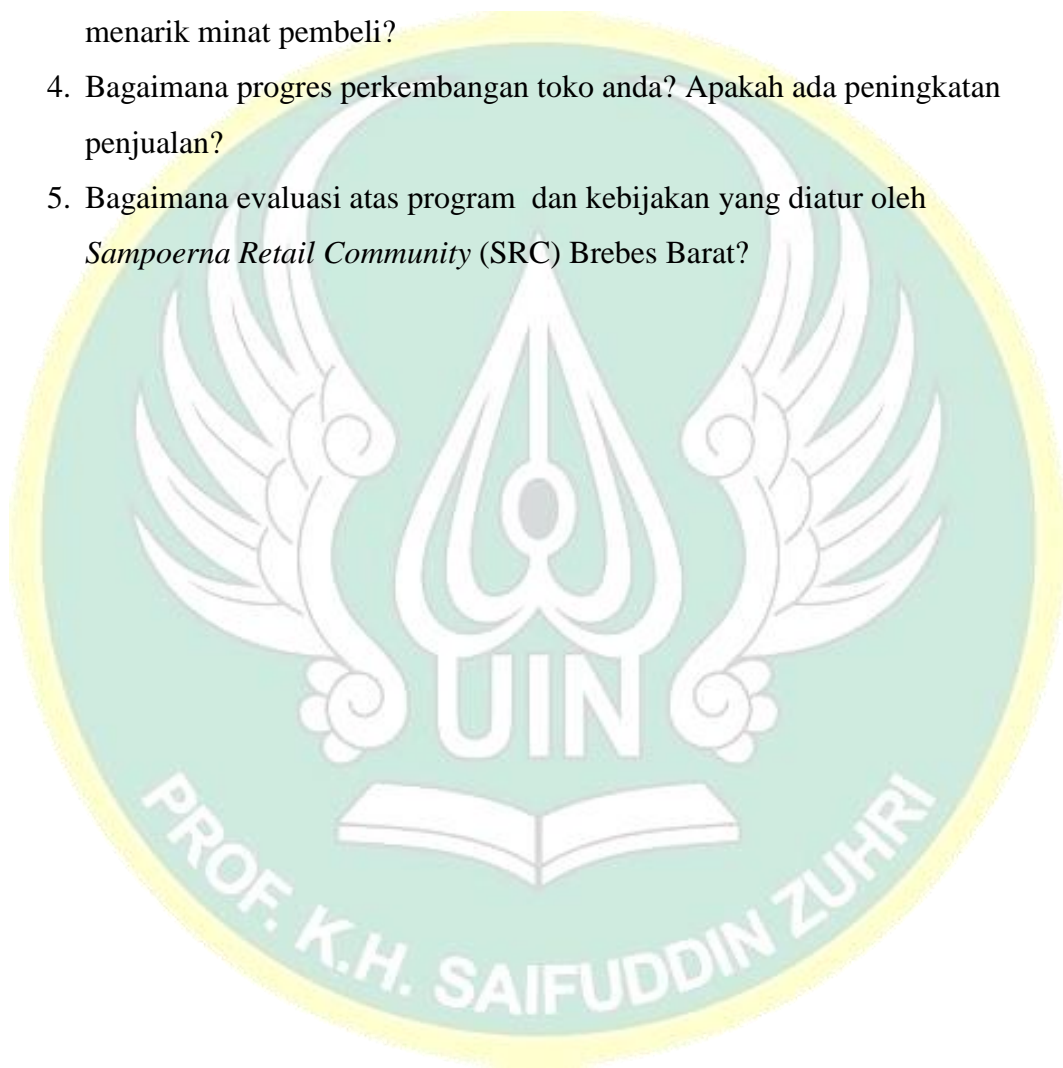 menarik minat pembeli?
4. Bagaimana progres perkembangan toko anda? Apakah ada peningkatan
penjualan?
5. Bagaimana evaluasi atas program dan kebijakan yang diatur oleh
Sampoerna Retail Community (SRC) Brebes Barat?
UIN
PROF. K.H. SAIFUDDIN ZUHRI